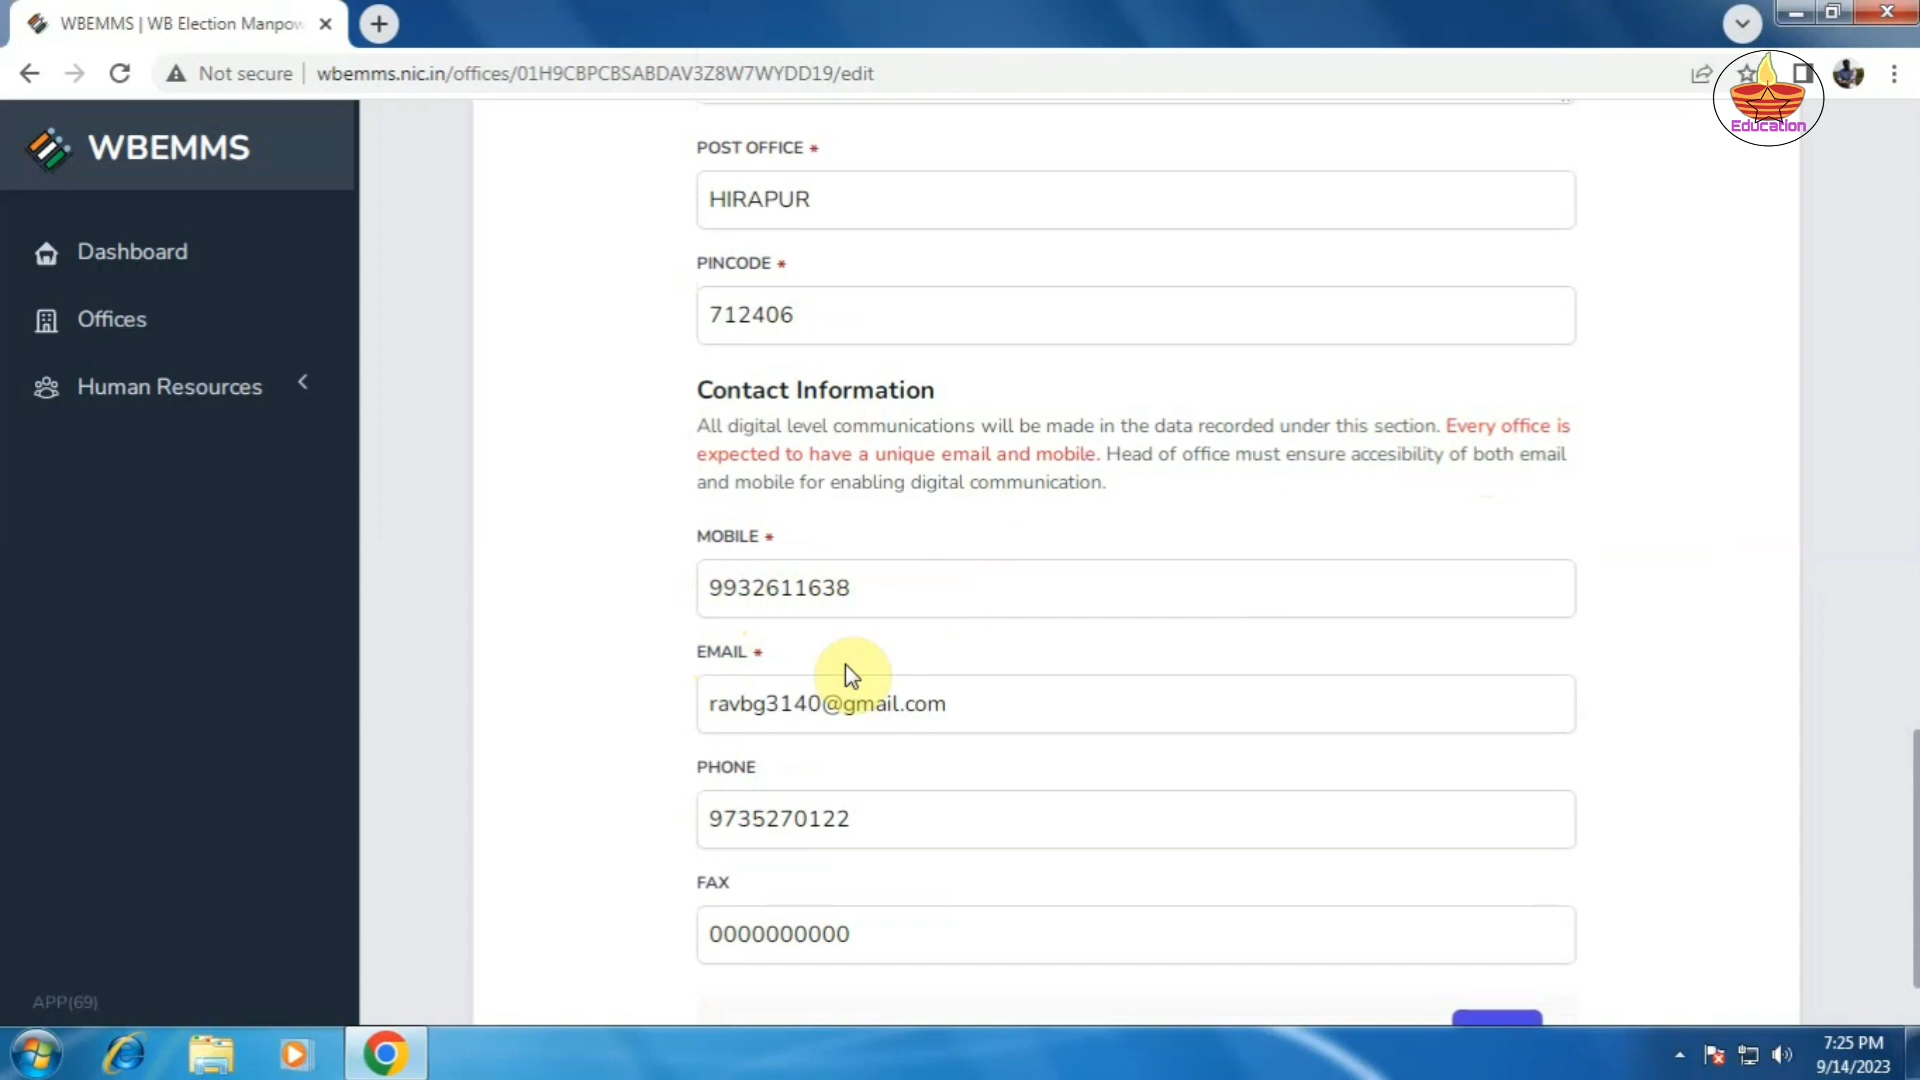 WBEMMS | WB Election Manpow
Not secure
wbemms.nic.in/offices/01H9CBPCBSABDAV3Z8W7WYDD19/edit
Education
WBEMMS
Dashboard
Offices
Human Resources
APP(69)
POST OFFICE *
HIRAPUR
PINCODE *
712406
Contact Information
All digital level communications will be made in the data recorded under this section. Every office is
expected to have a unique email and mobile. Head of office must ensure accesibility of both email
and mobile for enabling digital communication.
MOBILE *
9932611638
EMAIL *
ravbg3140@gmail.com
PHONE
9735270122
FAX
0000000000
7:25 PM
9/14/2023